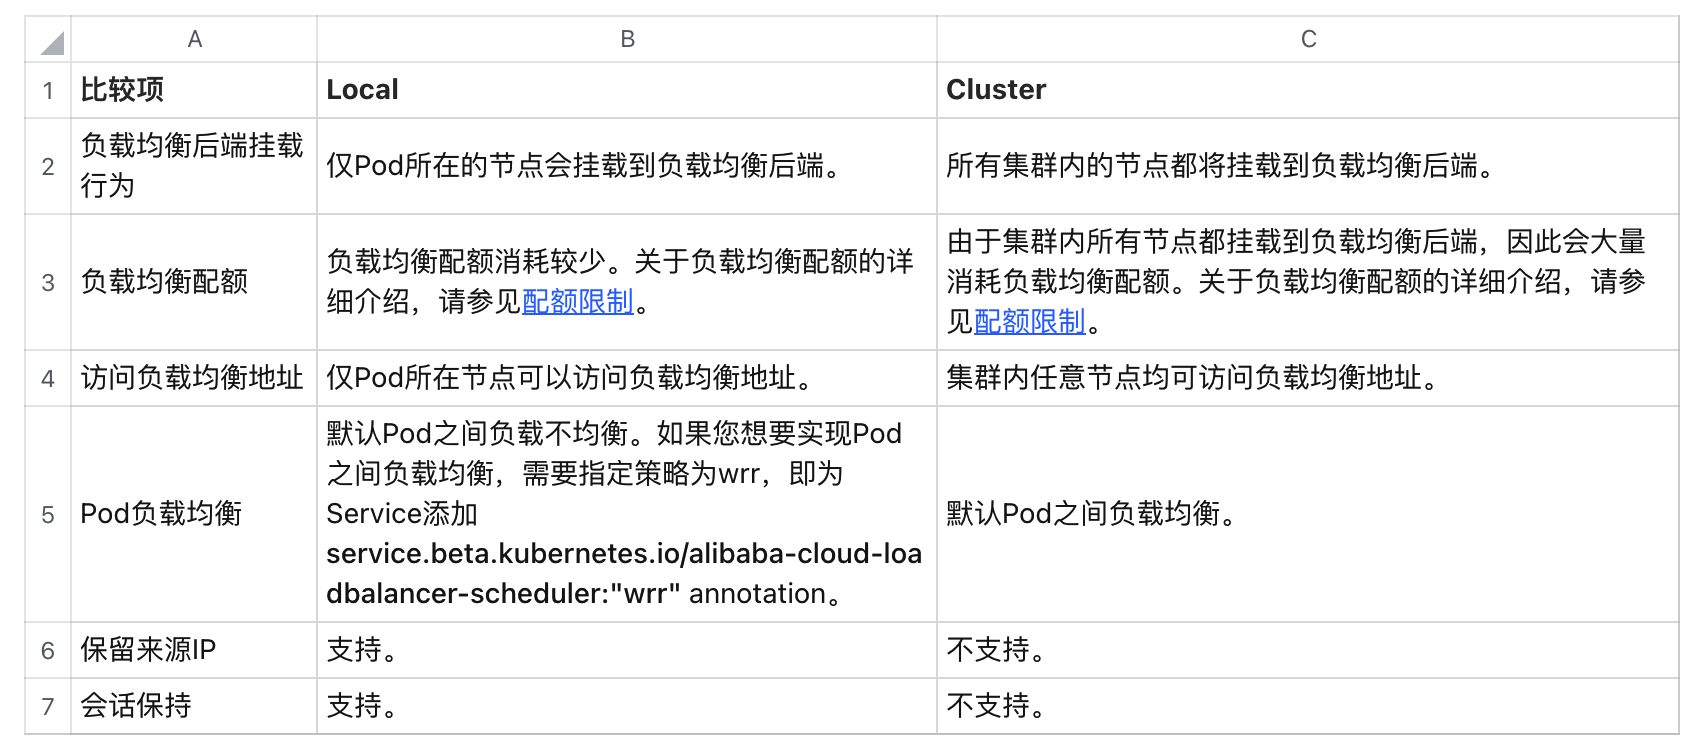 A B C
1 比较项 Local Cluster
2 负载均衡后端挂载
行为 仅Pod所在的节点会挂载到负载均衡后端。 所有集群内的节点都将挂载到负载均衡后端。
3 负载均衡配额 负载均衡配额消耗较少。关于负载均衡配额的详
细介绍，请参见配额限制。 由于集群内所有节点都挂载到负载均衡后端，因此会大量
消耗负载均衡配额。关于负载均衡配额的详细介绍，请参
见配额限制。
4 访问负载均衡地址 仅Pod所在节点可以访问负载均衡地址。 集群内任意节点均可访问负载均衡地址。
5 Pod负载均衡 默认Pod之间负载不均衡。如果您想要实现Pod
之间负载均衡，需要指定策略为wrr，即为
Service添加
service.beta.kubernetes.io/alibaba-cloud-loa
dbalancer-scheduler:"wrr" annotation。 默认Pod之间负载均衡。
6 保留来源IP 支持。 不支持。
7 会话保持 支持。 不支持。